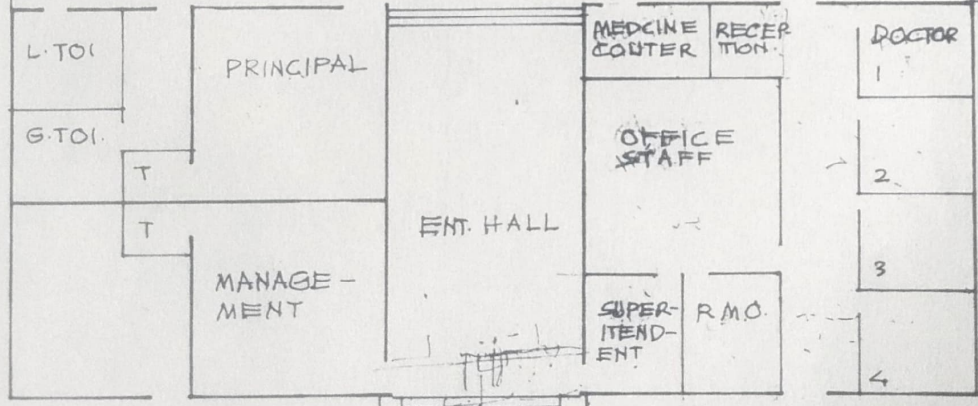 L.TOI
G.TOI.
T
T
PRINCIPAL
MANAGE-
MENT
ENT. HALL
MEDCINE
COUTER
RECEP
TION.
OFFICE
STAFF
SUPER-
ITEND-
ENT
R.M.O.
DOCTOR
1
2
3
4